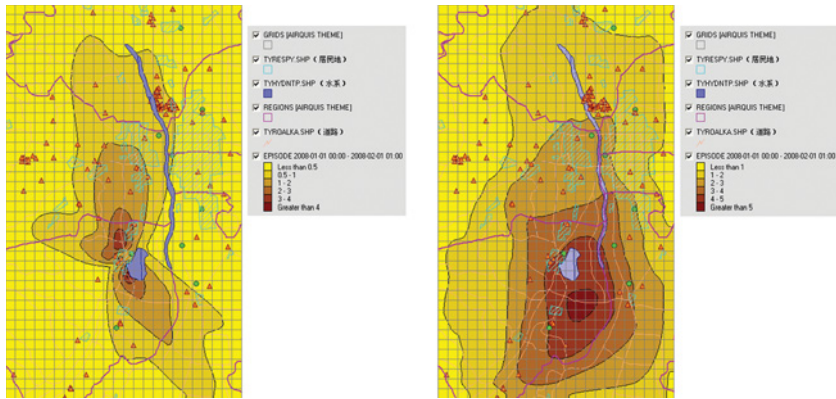 GRIDS [AIRQUIS THEME]
TYRESPY.SHP (居民地)
TYHYDNTP.SHP (水系)
REGIONS [AIRQUIS THEME]
TYROALKA.SHP (道路)
EPISODE 2008-01-01 00:00 - 2008-02-01 01:00
Less than 0.5
0.5 - 1
1 - 2
2 - 3
3 - 4
Greater than 4
GRIDS [AIRQUIS THEME]
TYRESPY.SHP (居民地)
TYHYDNTP.SHP (水系)
REGIONS [AIRQUIS THEME]
TYROALKA.SHP (道路)
EPISODE 2008-01-01 00:00 - 2008-02-01 01:00
Less than 1
1 - 2
2 - 3
3 - 4
4 - 5
Greater than 5